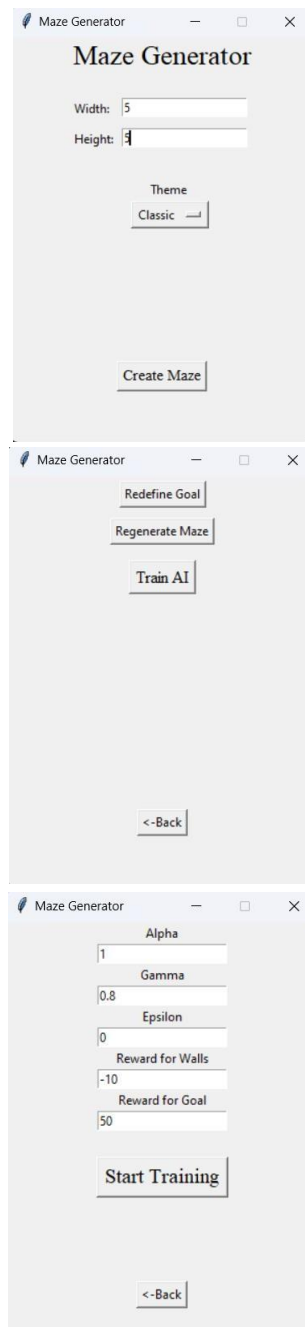 Maze Generator
Maze Generator
Width: 5
Height: 5
Theme
Classic
Create Maze
Maze Generator
Redefine Goal
Regenerate Maze
Train AI
<-Back
Maze Generator
Alpha
1
Gamma
0.8
Epsilon
0
Reward for Walls
-10
Reward for Goal
50
Start Training
<-Back